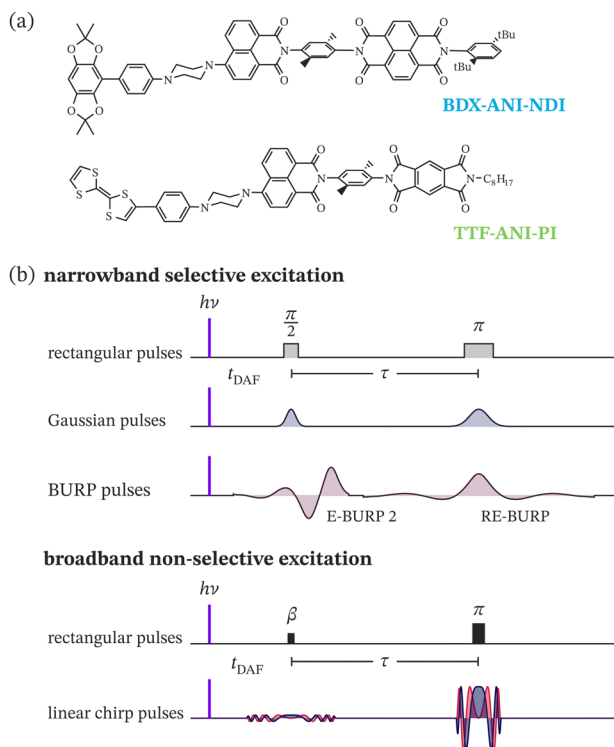 (a)
O O
O O
N N
O O
N
O O
N N
O O
tBu
tBu
BDX-ANI-NDI
S S
S S
N N
O
N
O
O O
N N C8H17
O O
TTF-ANI-PI
(b) narrowband selective excitation
hν
π/2 π
rectangular pulses
tDAF τ
Gaussian pulses
BURP pulses
E-BURP 2 RE-BURP
broadband non-selective excitation
hν
β π
rectangular pulses
tDAF τ
linear chirp pulses